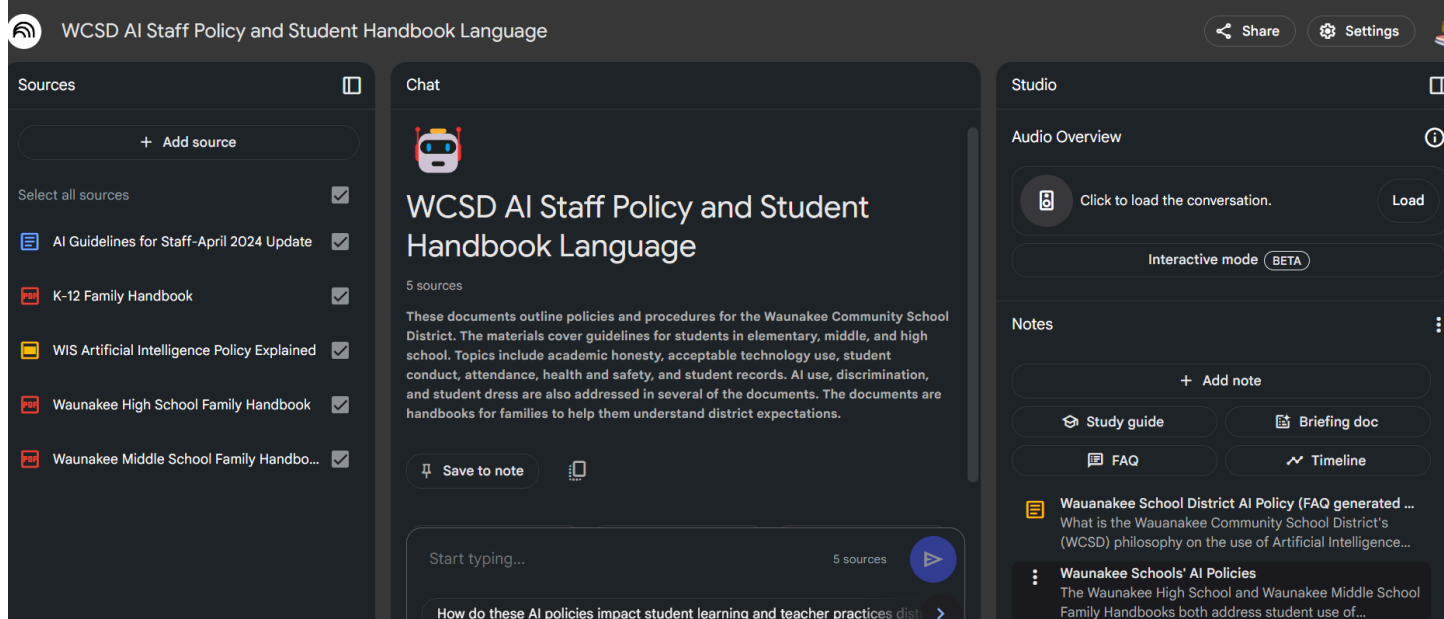 WCSD AI Staff Policy and Student Handbook Language
Share
Settings
Sources
+ Add source
Select all sources
AI Guidelines for Staff-April 2024 Update
PDF
K-12 Family Handbook
WIS Artificial Intelligence Policy Explained
PDF
Waunakee High School Family Handbook
PDF
Waunakee Middle School Family Handbo...
Chat
WCSD AI Staff Policy and Student
Handbook Language
5 sources
These documents outline policies and procedures for the Waunakee Community School
District. The materials cover guidelines for students in elementary, middle, and high
school. Topics include academic honesty, acceptable technology use, student
conduct, attendance, health and safety, and student records. AI use, discrimination,
and student dress are also addressed in several of the documents. The documents are
handbooks for families to help them understand district expectations.
Save to note
Start typing...
5 sources
How do these AI policies impact student learning and teacher practices
Studio
Audio Overview
Click to load the conversation.
Load
Interactive mode BETA
Notes
+ Add note
Study guide
Briefing doc
FAQ
Timeline
Wauanakee School District AI Policy (FAQ generated ...
What is the Wauanakee Community School District's
(WCSD) philosophy on the use of Artificial Intelligence...
Waunakee Schools' AI Policies
The Waunakee High School and Waunakee Middle School
Family Handbooks both address student use of...